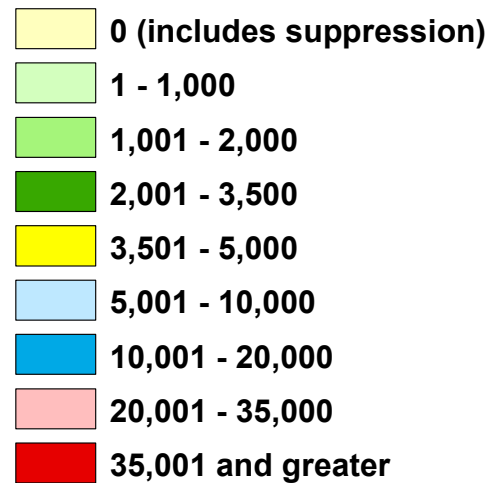 0 (includes suppression)
1 - 1,000
1,001 - 2,000
2,001 - 3,500
3,501 - 5,000
5,001 - 10,000
10,001 - 20,000
20,001 - 35,000
35,001 and greater